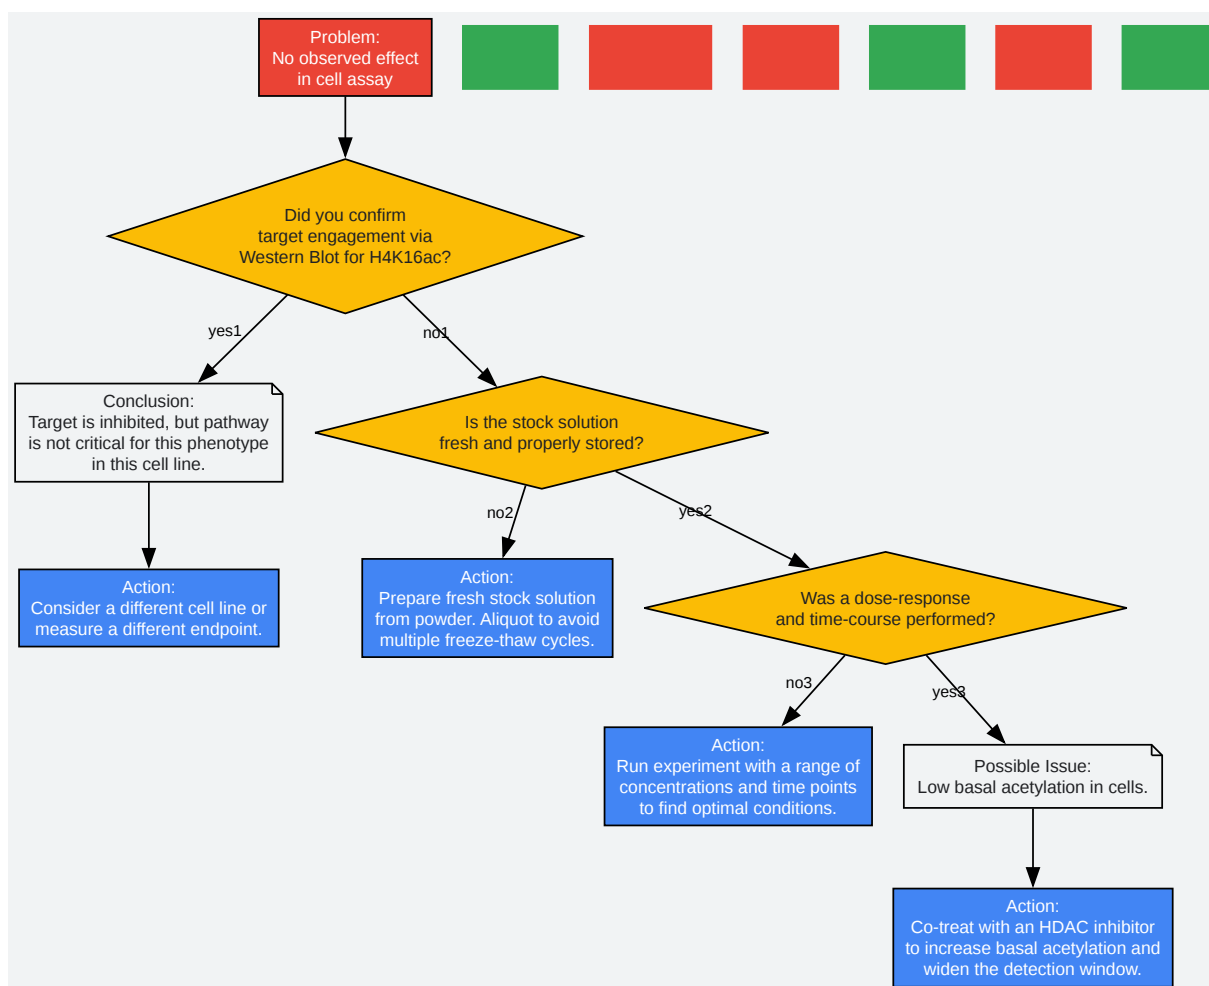 Problem:
No observed effect
in cell assay
Did you confirm
target engagement via
Western Blot for H4K16ac?
yes1
no1
Conclusion:
Target is inhibited, but pathway
is not critical for this phenotype
in this cell line.
Is the stock solution
fresh and properly stored?
no2
yes2
Action:
Consider a different cell line or
measure a different endpoint.
Action:
Prepare fresh stock solution
from powder. Aliquot to avoid
multiple freeze-thaw cycles.
Was a dose-response
and time-course performed?
no3
yes3
Action:
Run experiment with a range of
concentrations and time points
to find optimal conditions.
Possible Issue:
Low basal acetylation in cells.
Action:
Co-treat with an HDAC inhibitor
to increase basal acetylation and
widen the detection window.